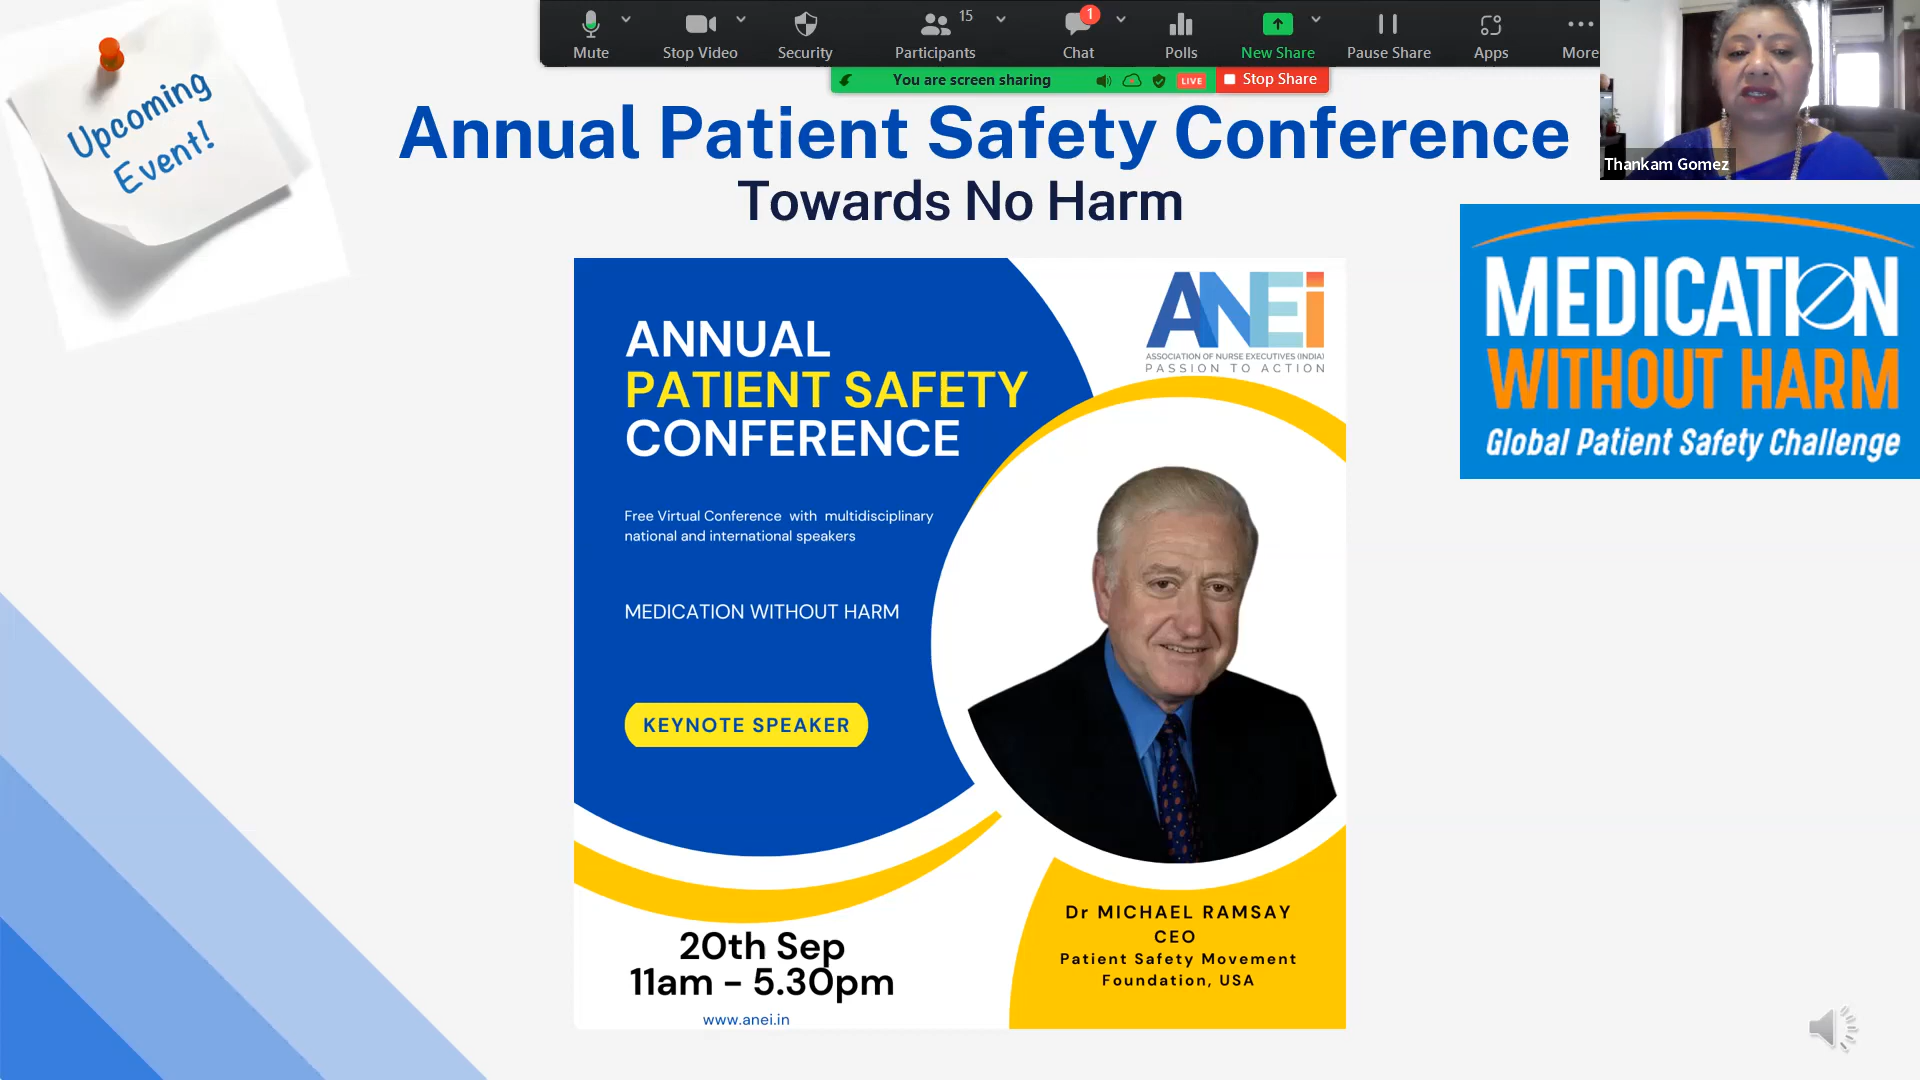 Mute
Stop Video
Security
15
Participants
1
Chat
Polls
New Share
Pause Share
Apps
More
You are screen sharing
LIVE
Stop Share
Thankam Gomez
Upcoming
Event!
Annual Patient Safety Conference
Towards No Harm
ANEi
ASSOCIATION OF NURSE EXECUTIVES (INDIA)
PASSION TO ACTION
ANNUAL
PATIENT SAFETY
CONFERENCE
Free Virtual Conference with multidisciplinary
national and international speakers
MEDICATION WITHOUT HARM
KEYNOTE SPEAKER
20th Sep
11am - 5.30pm
www.anei.in
Dr MICHAEL RAMSAY
CEO
Patient Safety Movement
Foundation, USA
MEDICATION
WITHOUT HARM
Global Patient Safety Challenge